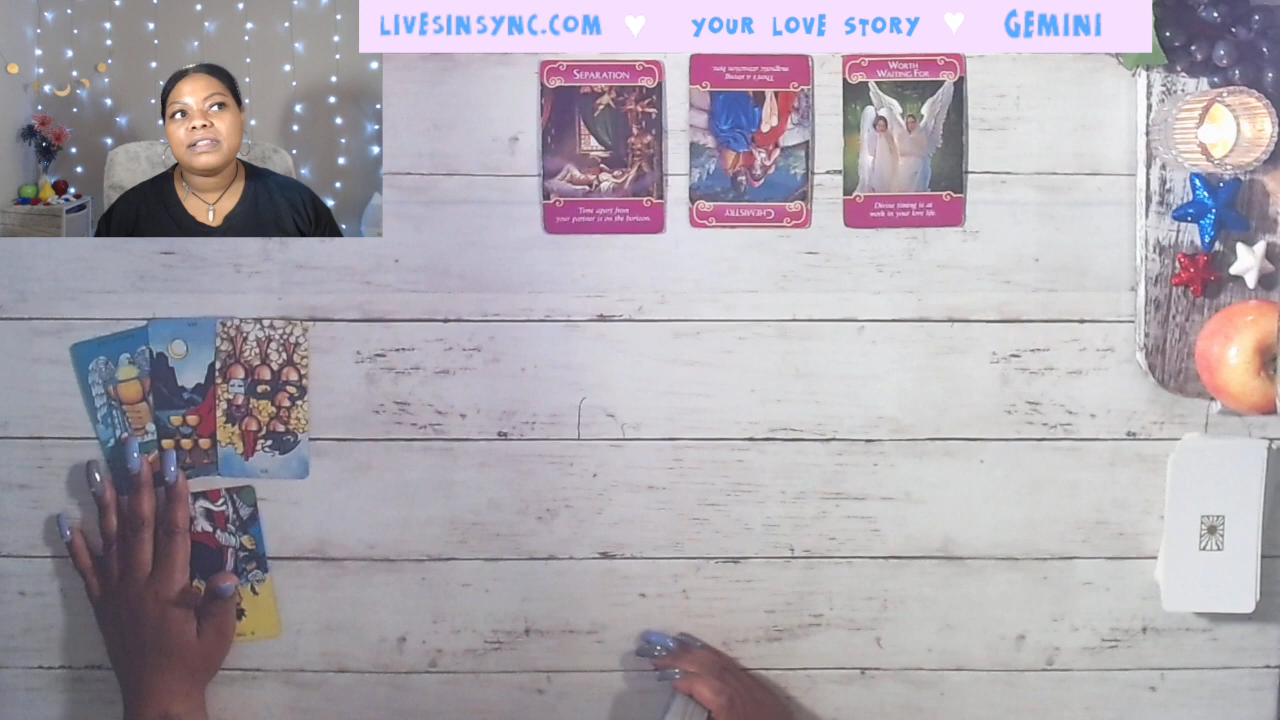 LIVESINSYNC.COM ♥ YOUR LOVE STORY ♥ GEMINI
SEPARATION
Time apart from
your partner is on the horizon.
There's a strong
magnetic attraction here.
CHEMISTRY
WORTH
WAITING FOR
Divine timing is at
work in your love life.